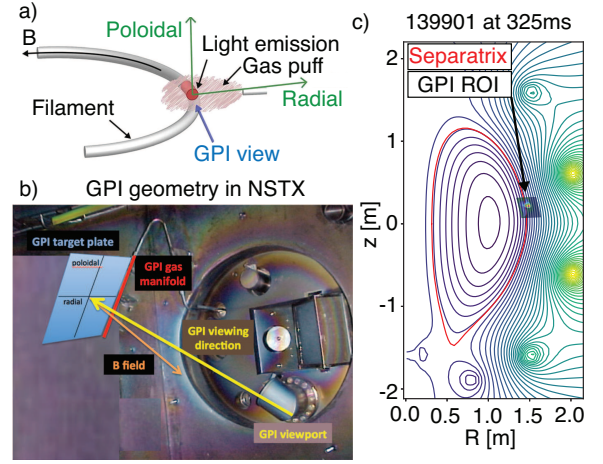 a)
B
Poloidal
Light emission
Gas puff
Radial
Filament
GPI view
b) GPI geometry in NSTX
GPI target plate
poloidal
radial
GPI gas
manifold
GPI viewing
direction
B field
GPI viewport
c)
139901 at 325ms
Separatrix
GPI ROI
z [m]
2
1
0
-1
-2
0.0 0.5 1.0 1.5 2.0
R [m]